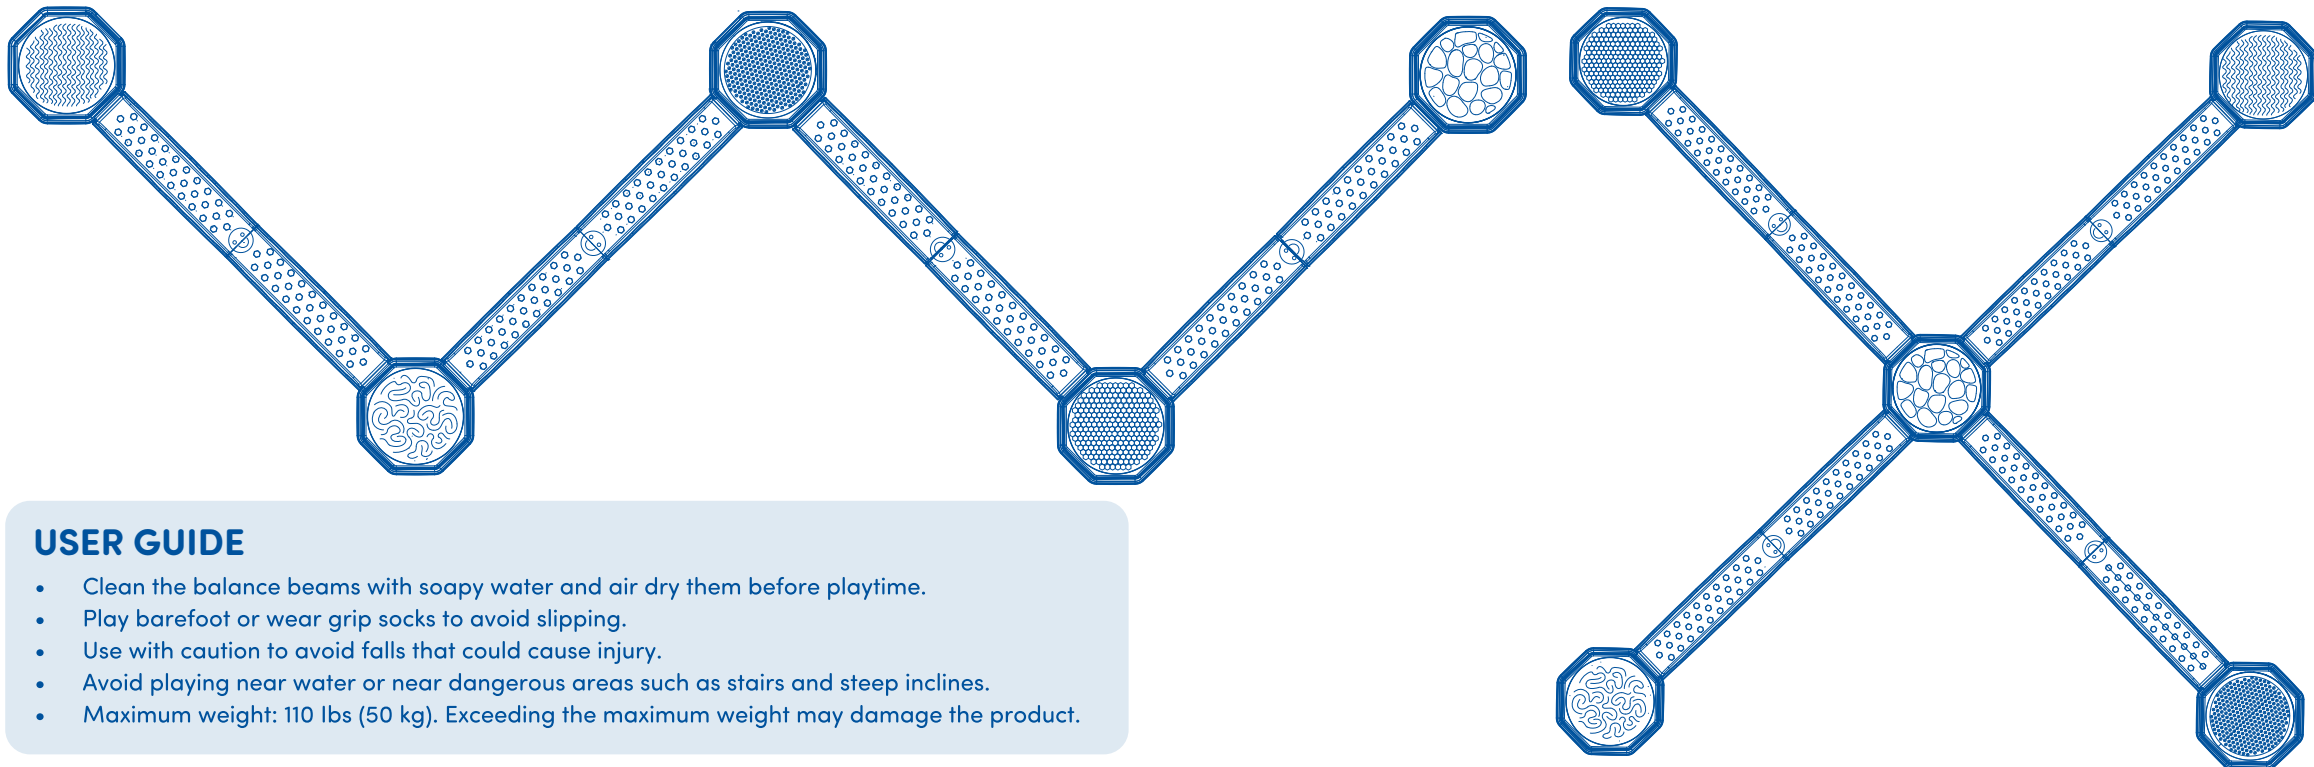 USER GUIDE
• Clean the balance beams with soapy water and air dry them before playtime.
• Play barefoot or wear grip socks to avoid slipping.
• Use with caution to avoid falls that could cause injury.
• Avoid playing near water or near dangerous areas such as stairs and steep inclines.
• Maximum weight: 110 lbs (50 kg). Exceeding the maximum weight may damage the product.